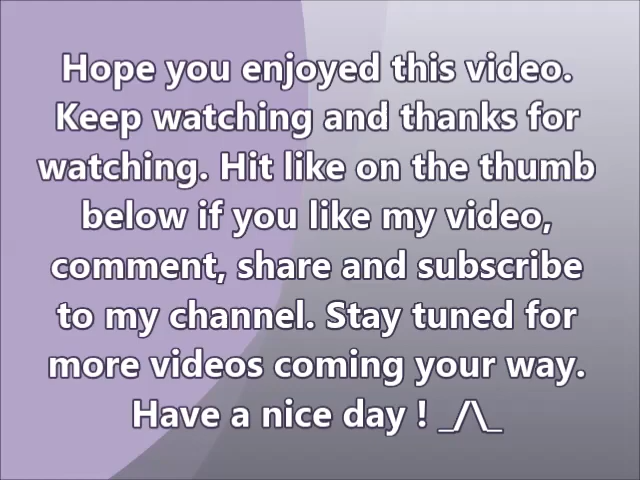 Hope you enjoyed this video.
Keep watching and thanks for
watching. Hit like on the thumb
below if you like my video,
comment, share and subscribe
to my channel. Stay tuned for
more videos coming your way.
Have a nice day ! _/\_